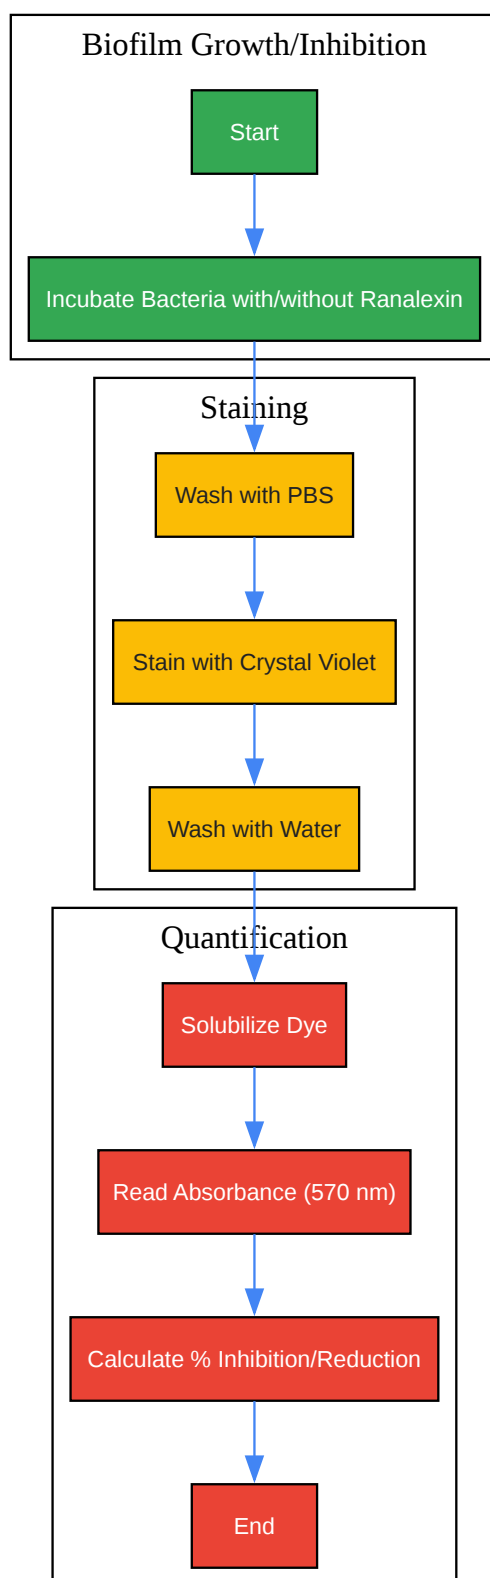 Biofilm Growth/Inhibition
Start
Incubate Bacteria with/without Ranalexin
Staining
Wash with PBS
Stain with Crystal Violet
Wash with Water
Quantification
Solubilize Dye
Read Absorbance (570 nm)
Calculate % Inhibition/Reduction
End